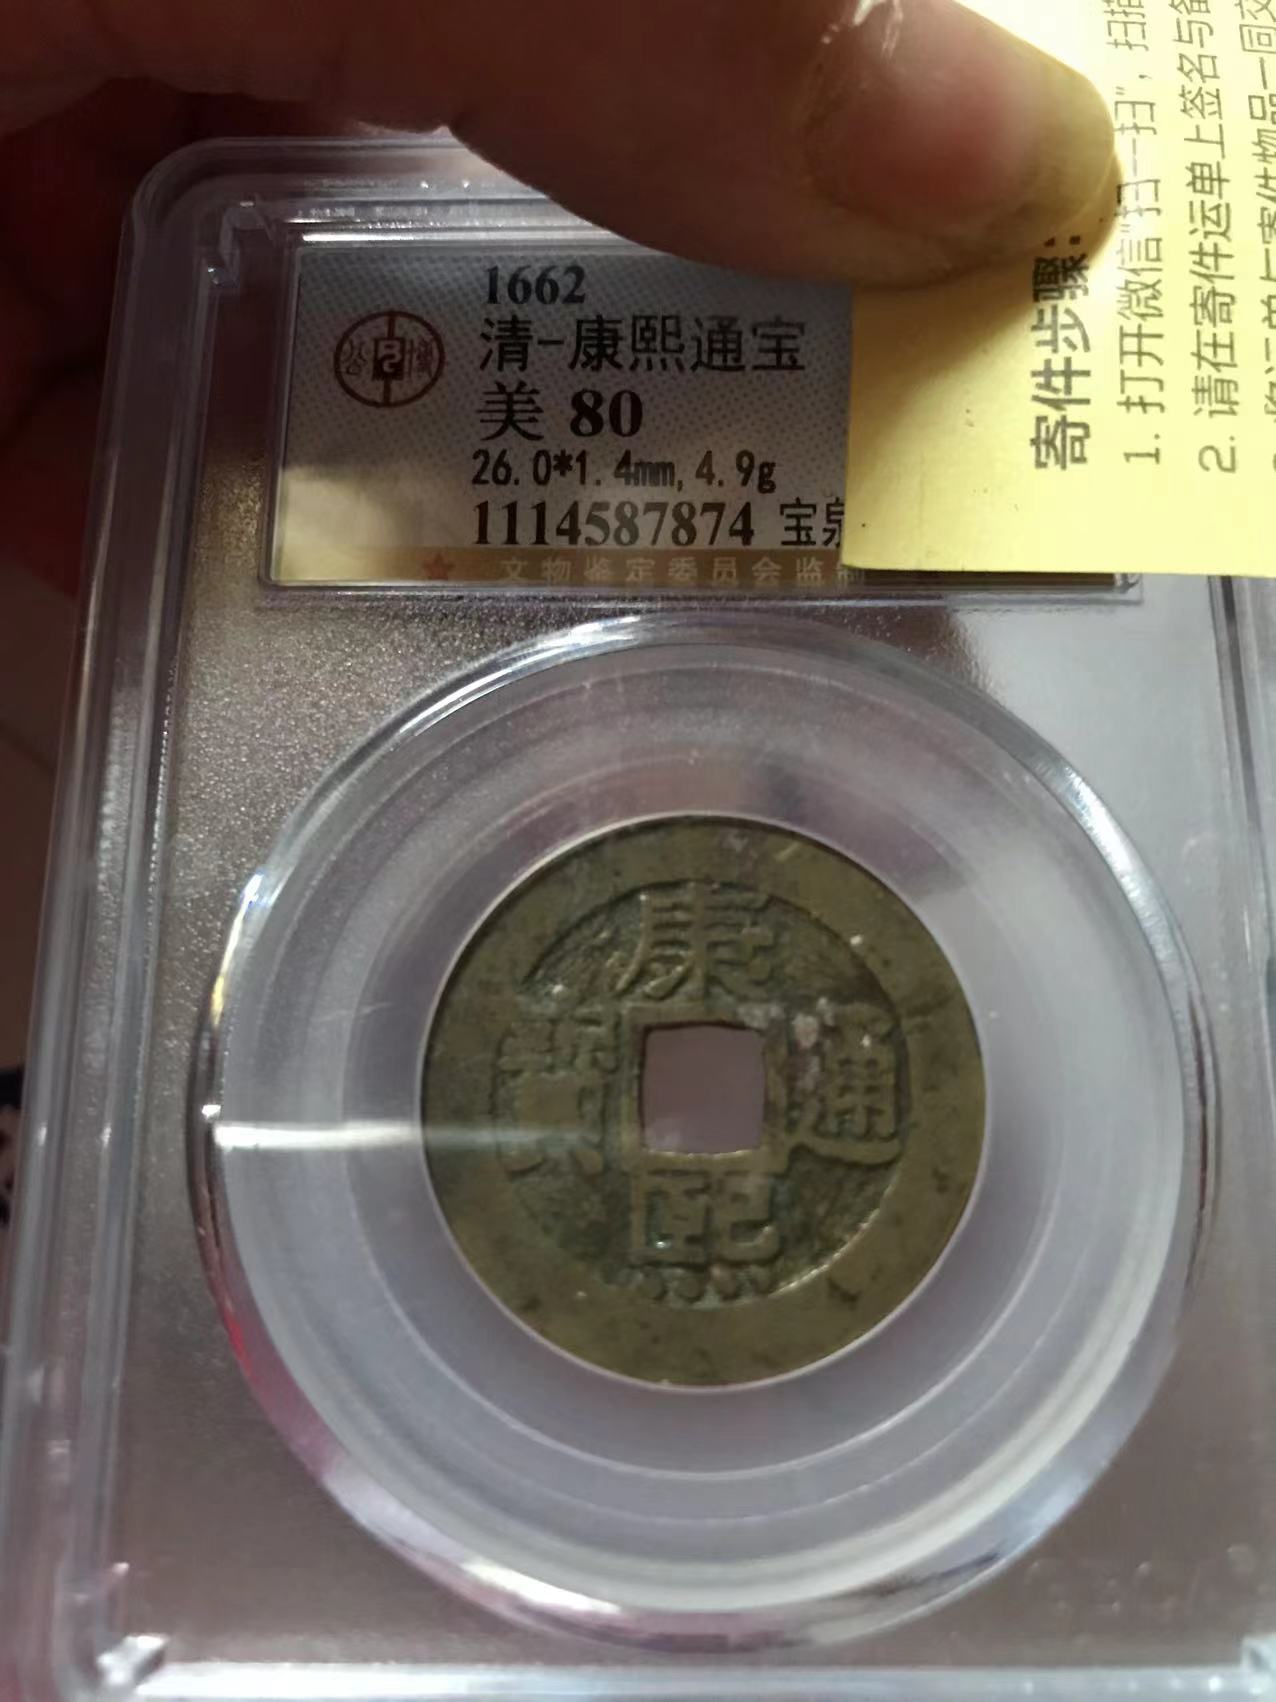 1662
清-康熙通宝
美 80
26.0*1.4mm,4.9g
1114587874 宝泉
文物鉴定委员会监制
寄件步骤:
1. 打开微信“扫一扫”，扫描
2. 请在寄件运单上签名与备
康
熙
通
寶